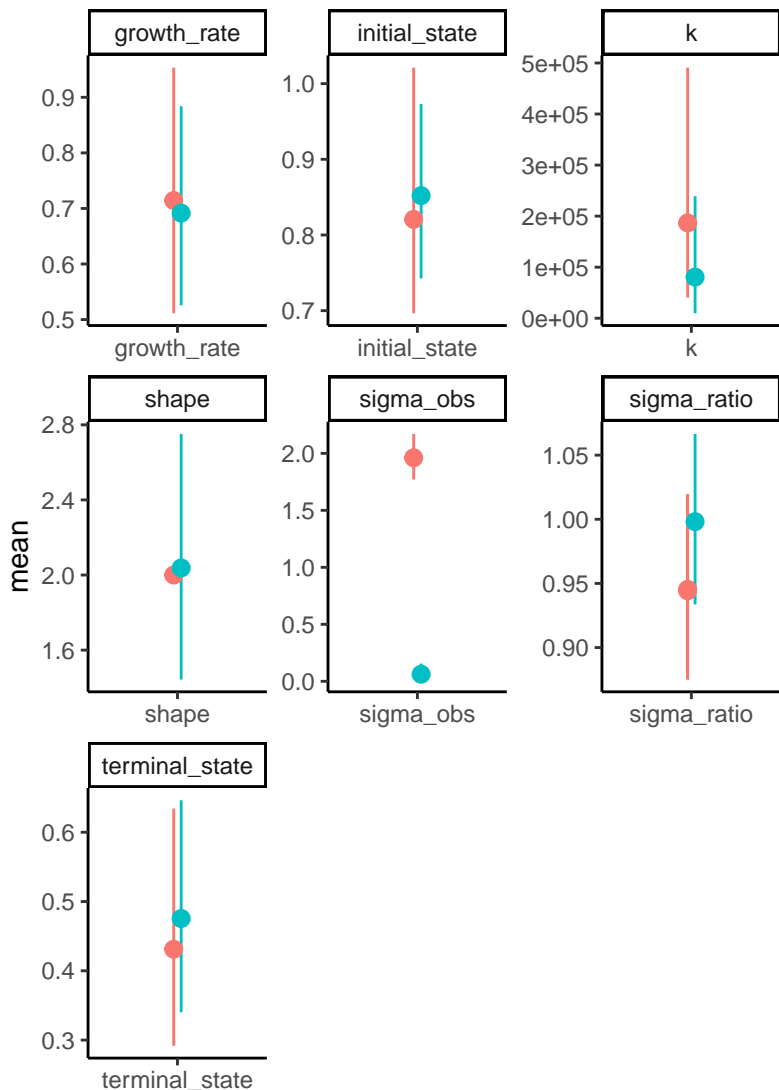 growth_rate
0.9
0.8
0.7
0.6
0.5
growth_rate
initial_state
1.0
0.9
0.8
0.7
initial_state
k
5e+05
4e+05
3e+05
2e+05
1e+05
0e+00
k
mean
shape
2.8
2.4
2.0
1.6
shape
sigma_obs
2.0
1.5
1.0
0.5
0.0
sigma_obs
sigma_ratio
1.05
1.00
0.95
0.90
sigma_ratio
terminal_state
0.6
0.5
0.4
0.3
terminal_state